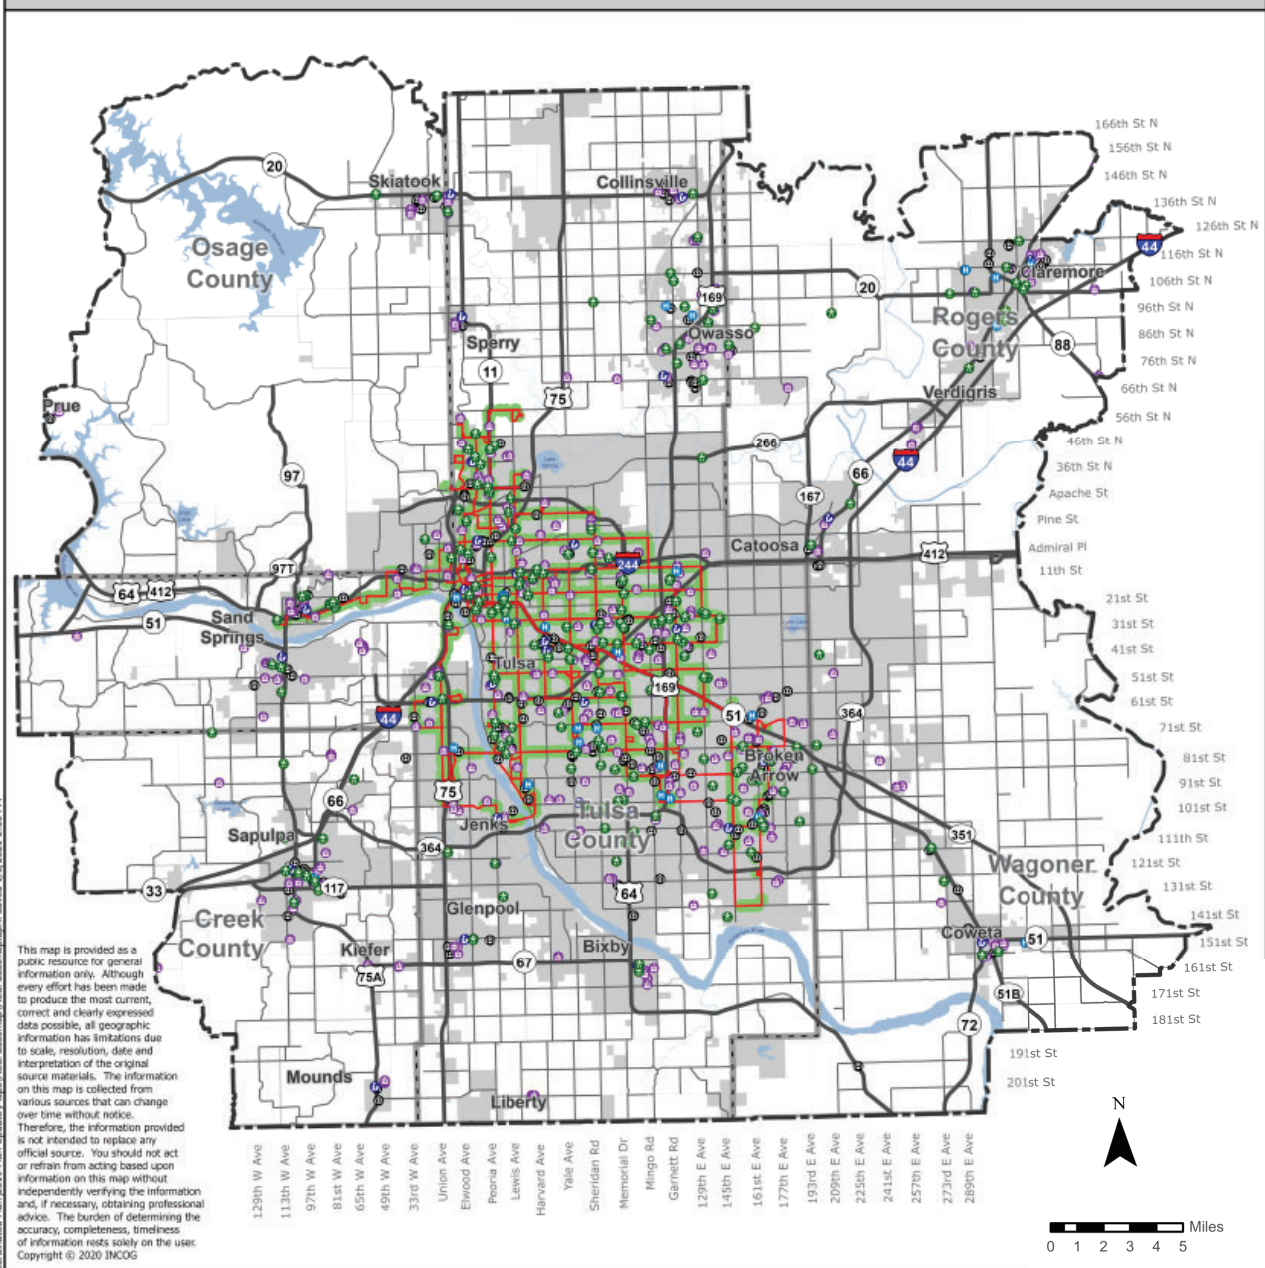 166th St N
156th St N
146th St N
136th St N
126th St N
116th St N
106th St N
96th St N
86th St N
76th St N
66th St N
56th St N
46th St N
36th St N
Apache St
Pine St
Admiral Pl
11th St
21st St
31st St
41st St
51st St
61st St
71st St
81st St
91st St
101st St
111th St
121st St
131st St
141st St
151st St
161st St
171st St
181st St
191st St
201st St
20
Skiatook
Collinsville
Osage
County
44
Claremore
20
169
Rogers
County
Owasso
Sperry
88
11
Verdigris
75
Prue
266
44
97
66
167
Catoosa
412
244
97T
64
412
51
Sand
Springs
Tulsa
169
51
364
44
Broken
Arrow
75
66
Jenks
Tulsa
County
Sapulpa
364
351
Wagoner
County
33
117
64
Creek
County
Glenpool
Bixby
Coweta
51
Kiefer
75A
67
51B
72
Mounds
Liberty
This map is provided as a
public resource for general
information only. Although
every effort has been made
to produce the most current,
correct and clearly expressed
data possible, all geographic
information has limitations due
to scale, resolution, date and
interpretation of the original
source materials. The information
on this map is collected from
various sources that can change
over time without notice.
Therefore, the information provided
is not intended to replace any
official source. You should not act
or refrain from acting based upon
information on this map without
independently verifying the information
and, if necessary, obtaining professional
advice. The burden of determining the
accuracy, completeness, timeliness
of information rests solely on the user.
Copyright © 2020 INCOG
129th W Ave
113th W Ave
97th W Ave
81st W Ave
65th W Ave
49th W Ave
33rd W Ave
Union Ave
Elwood Ave
Peoria Ave
Lewis Ave
Harvard Ave
Yale Ave
Sheridan Rd
Memorial Dr
Mingo Rd
Garnett Rd
129th E Ave
145th E Ave
161st E Ave
177th E Ave
193rd E Ave
209th E Ave
225th E Ave
241st E Ave
257th E Ave
273rd E Ave
289th E Ave
N
Miles
0 1 2 3 4 5